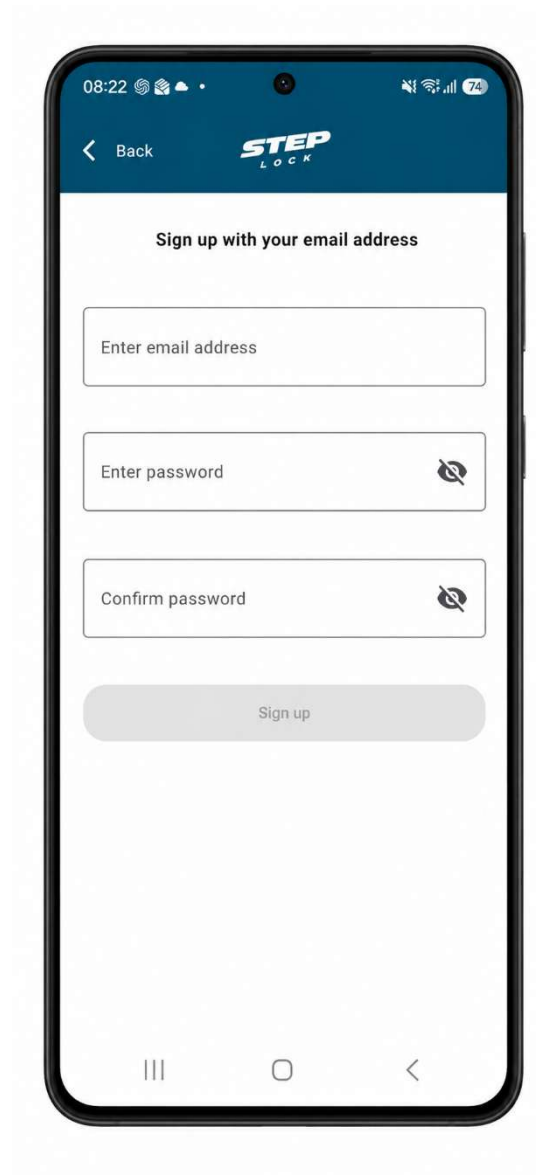 08:22
74
Back
STEP
LOCK
Sign up with your email address
Enter email address
Enter password
Confirm password
Sign up